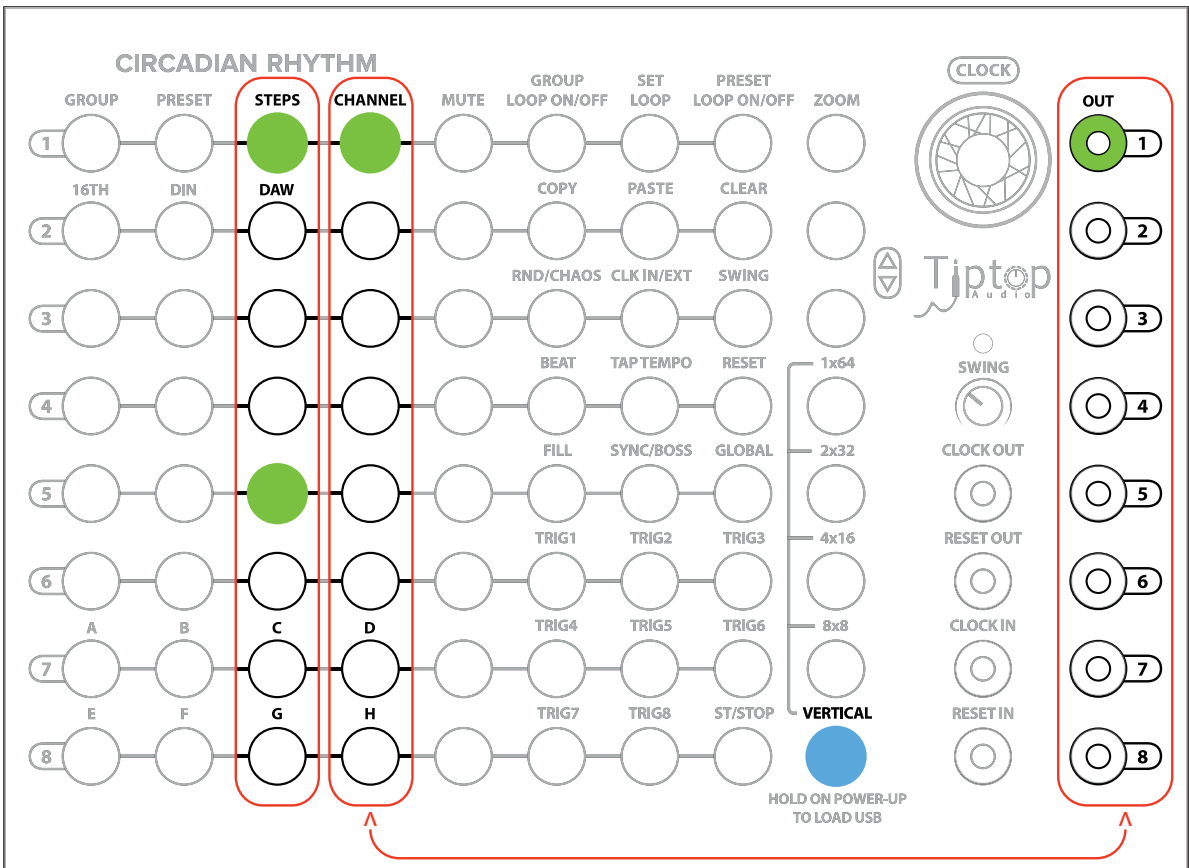 CIRCADIAN RHYTHM
CLOCK
GROUP PRESET STEPS CHANNEL MUTE GROUP LOOP ON/OFF SET LOOP PRESET LOOP ON/OFF ZOOM OUT
1 1
16TH DIN DAW COPY PASTE CLEAR
2 2
Tiptop
Audio
RND/CHAOS CLK IN/EXT SWING
3 3
BEAT TAP TEMPO RESET 1x64 SWING
4 4
FILL SYNC/BOSS GLOBAL 2x32 CLOCK OUT
5 5
TRIG1 TRIG2 TRIG3 4x16 RESET OUT
6 6
A B C D TRIG4 TRIG5 TRIG6 8x8 CLOCK IN
7 7
E F G H TRIG7 TRIG8 ST/STOP VERTICAL RESET IN
8 8
HOLD ON POWER-UP
TO LOAD USB